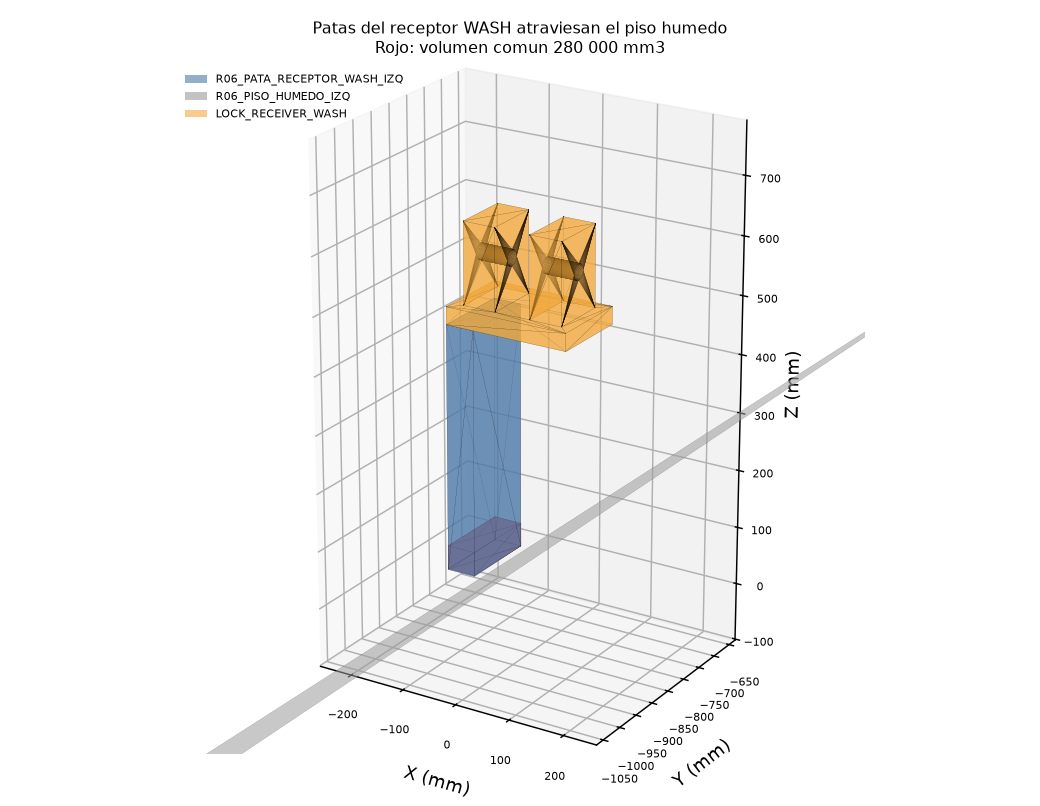 Patas del receptor WASH atraviesan el piso humedo
Rojo: volumen comun 280 000 mm3
R06_PATA_RECEPTOR_WASH_IZQ
R06_PISO_HUMEDO_IZQ
LOCK_RECEIVER_WASH
700
600
500
400
300
200
100
0
−100
Z (mm)
−650
−700
−750
−800
−850
−900
−950
−1000
−1050
Y (mm)
−200
−100
0
100
200
X (mm)